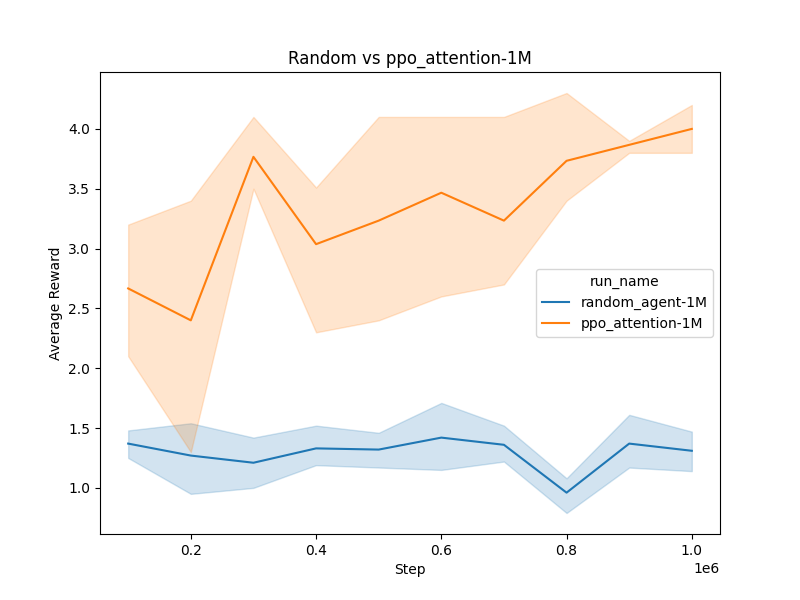 Random vs ppo_attention-1M
4.0
3.5
3.0
2.5
2.0
1.5
1.0
Average Reward
run_name
random_agent-1M
ppo_attention-1M
0.2
0.4
0.6
0.8
1.0
1e6
Step